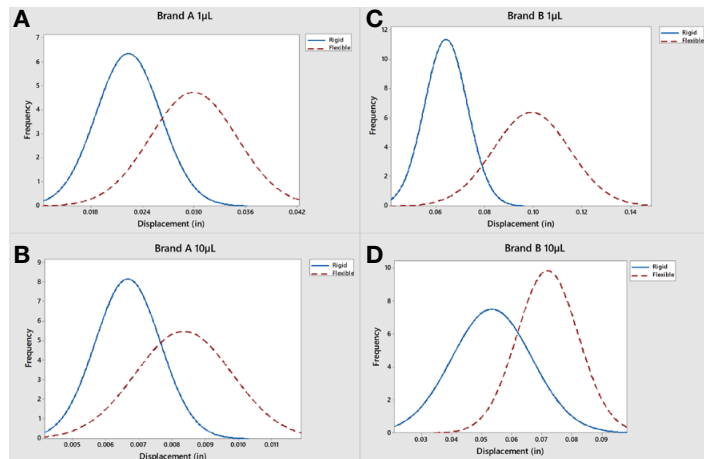 A
Brand A 1µL
Rigid
Flexible
Frequency
7
6
5
4
3
2
1
0
0.018 0.024 0.030 0.016 0.042
Displacement (in)
C
Brand B 1µL
Rigid
Flexible
Frequency
12
10
8
6
4
2
0
0.06 0.08 0.10 0.12 0.14
Displacement (in)
B
Brand A 10µL
Rigid
Flexible
Frequency
9
8
7
6
5
4
3
2
1
0
0.005 0.006 0.007 0.008 0.009 0.010 0.011
Displacement (in)
D
Brand B 10µL
Rigid
Flexible
Frequency
10
8
6
4
2
0
0.03 0.04 0.05 0.06 0.07 0.08 0.09
Displacement (in)